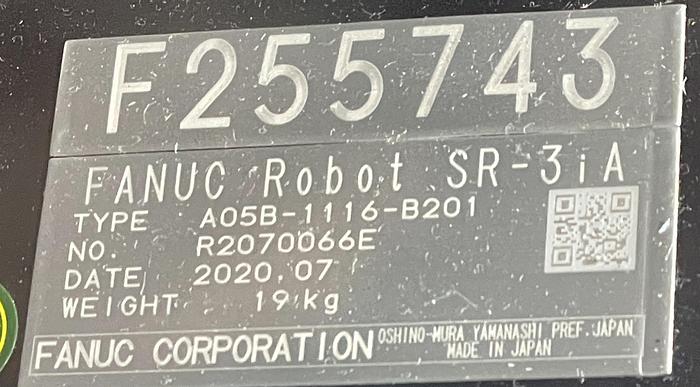 F255743
FANUC Robot SR-3iA
TYPE A05B-1116-B201
NO. R2070066E
DATE 2020.07
WEIGHT 19kg
FANUC CORPORATION OSHINO-MURA YAMANASHI PREF. JAPAN
MADE IN JAPAN